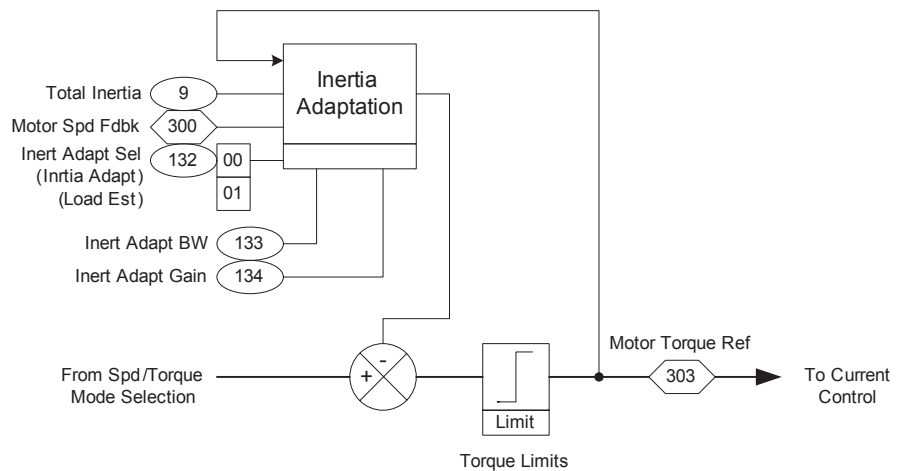 Inertia
Adaptation
Total Inertia 9
Motor Spd Fdbk 300
Inert Adapt Sel 132 00
(Inrtia Adapt)
(Load Est) 01
Inert Adapt BW 133
Inert Adapt Gain 134
Motor Torque Ref
From Spd/Torque
Mode Selection
+ -
Limit
303
To Current
Control
Torque Limits